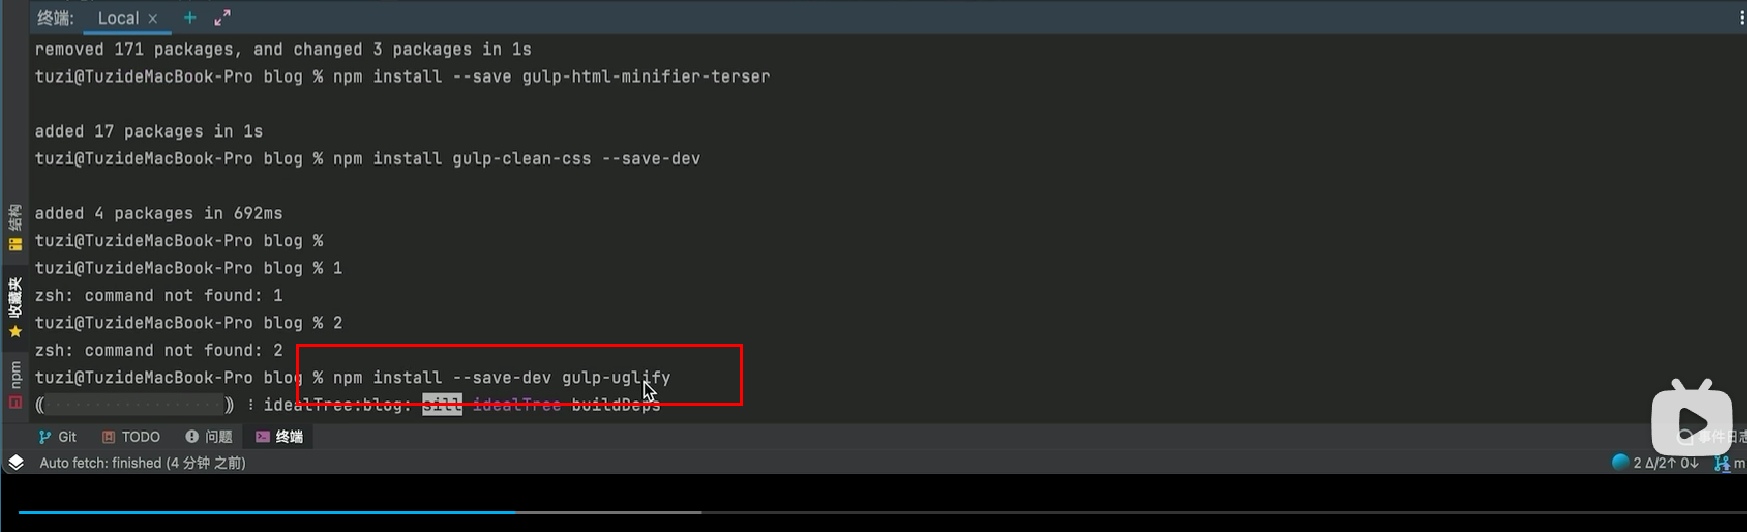 终端: Local × +
removed 171 packages, and changed 3 packages in 1s
tuzi@TuzideMacBook-Pro blog % npm install --save gulp-html-minifier-terser
added 17 packages in 1s
tuzi@TuzideMacBook-Pro blog % npm install gulp-clean-css --save-dev
added 4 packages in 692ms
tuzi@TuzideMacBook-Pro blog %
tuzi@TuzideMacBook-Pro blog % 1
zsh: command not found: 1
tuzi@TuzideMacBook-Pro blog % 2
zsh: command not found: 2
tuzi@TuzideMacBook-Pro blog % npm install --save-dev gulp-uglify
((..................)) ⸽ idealTree:blog: sill idealTree buildDeps
结构
收藏夹
npm
Git TODO 问题 终端 事件日志
Auto fetch: finished (4 分钟 之前) 2 Δ/2↑ 0↓ m